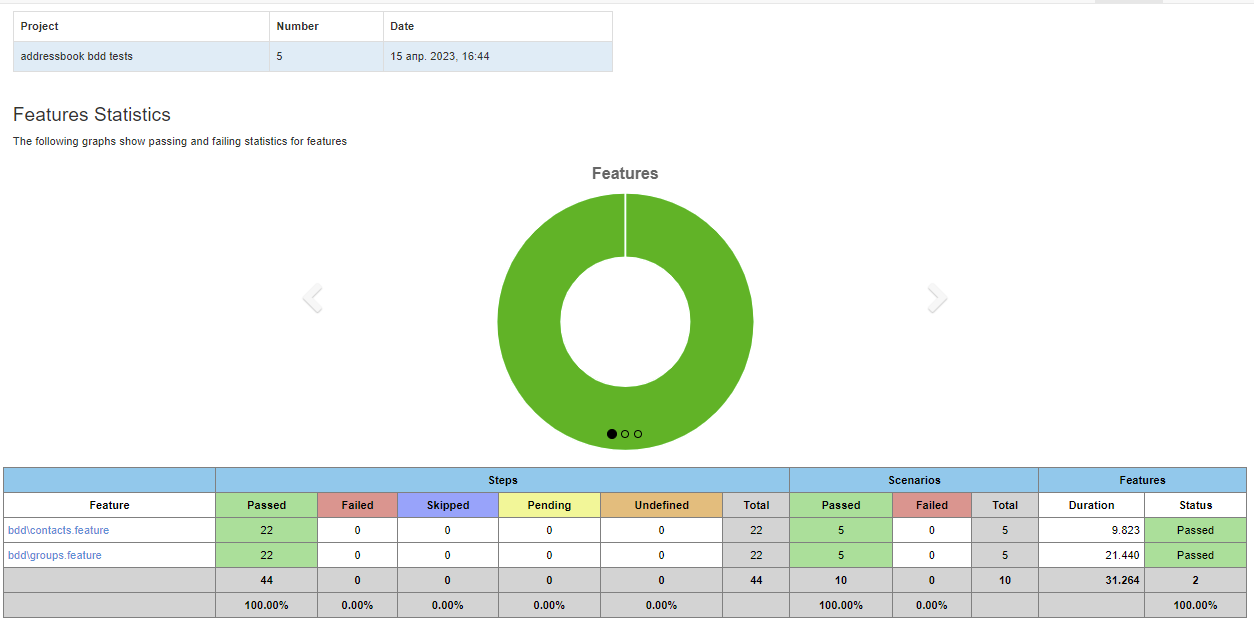 Project Number Date
addressbook bdd tests 5 15 апр. 2023, 16:44
Features Statistics
The following graphs show passing and failing statistics for features
Features
Steps Scenarios Features
Feature Passed Failed Skipped Pending Undefined Total Passed Failed Total Duration Status
bdd\contacts.feature 22 0 0 0 0 22 5 0 5 9.823 Passed
bdd\groups.feature 22 0 0 0 0 22 5 0 5 21.440 Passed
44 0 0 0 0 44 10 0 10 31.264 2
100.00% 0.00% 0.00% 0.00% 0.00% 100.00% 0.00% 100.00%